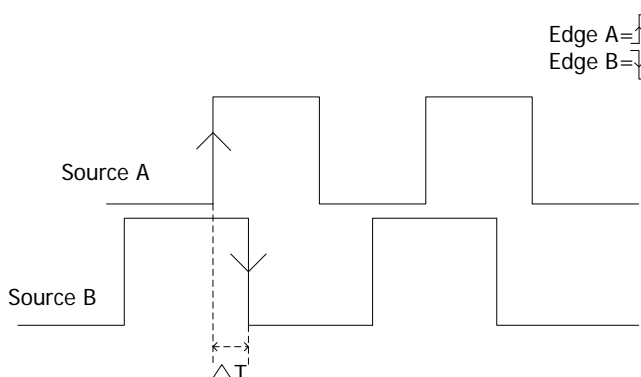 Edge A=
Edge B=
Source A
Source B
△T